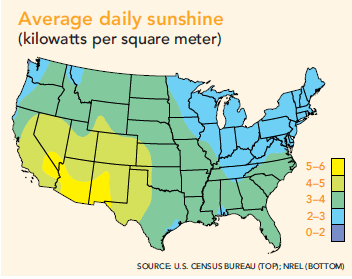 Average daily sunshine
(kilowatts per square meter)
5–6
4–5
3–4
2–3
0–2
SOURCE: U.S. CENSUS BUREAU (TOP); NREL (BOTTOM)